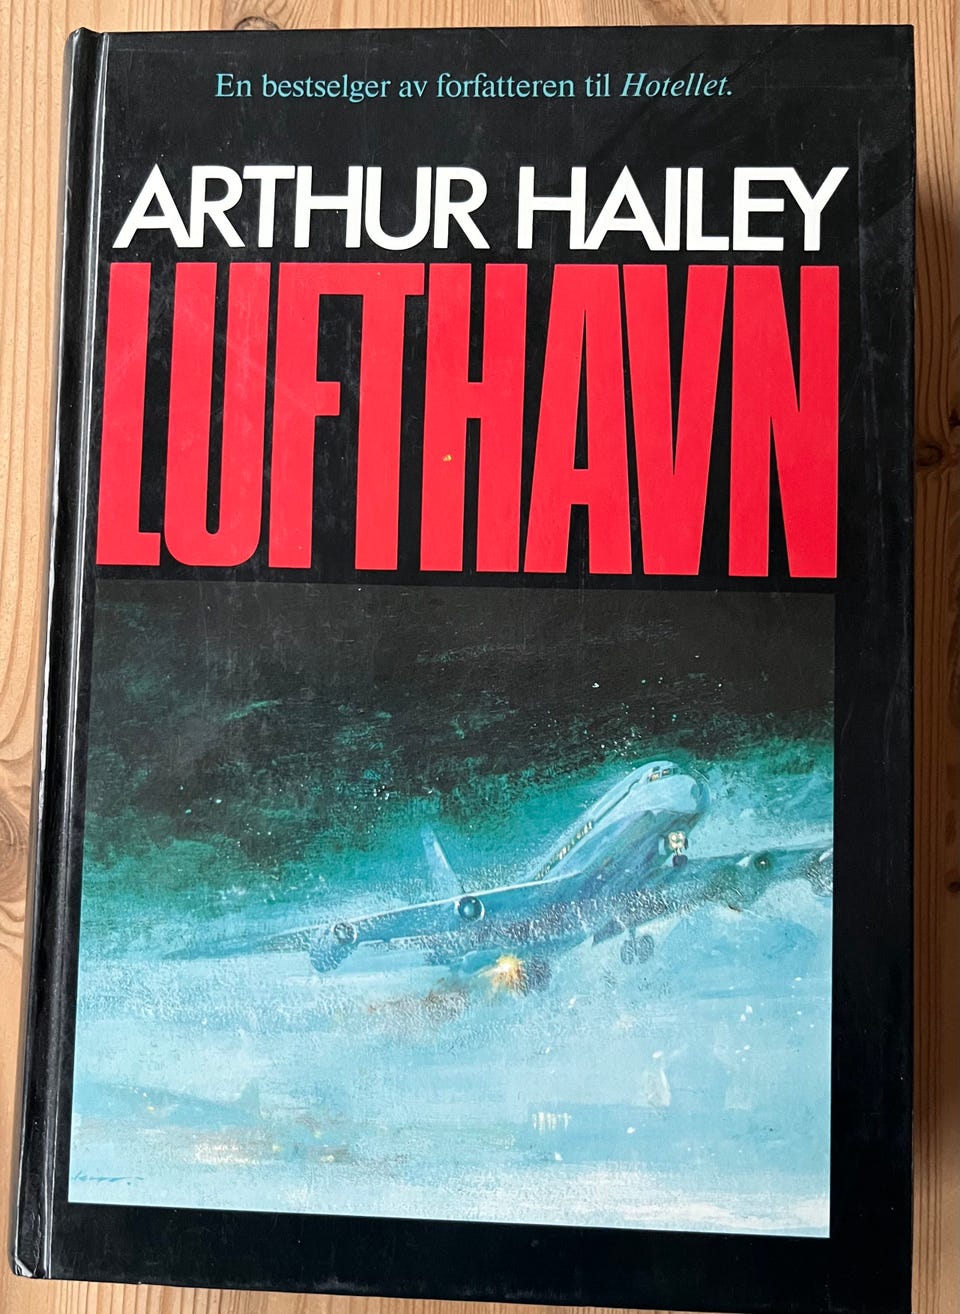 En bestselger av forfatteren til Hotellet.
ARTHUR HAILEY
LUFTHAVN